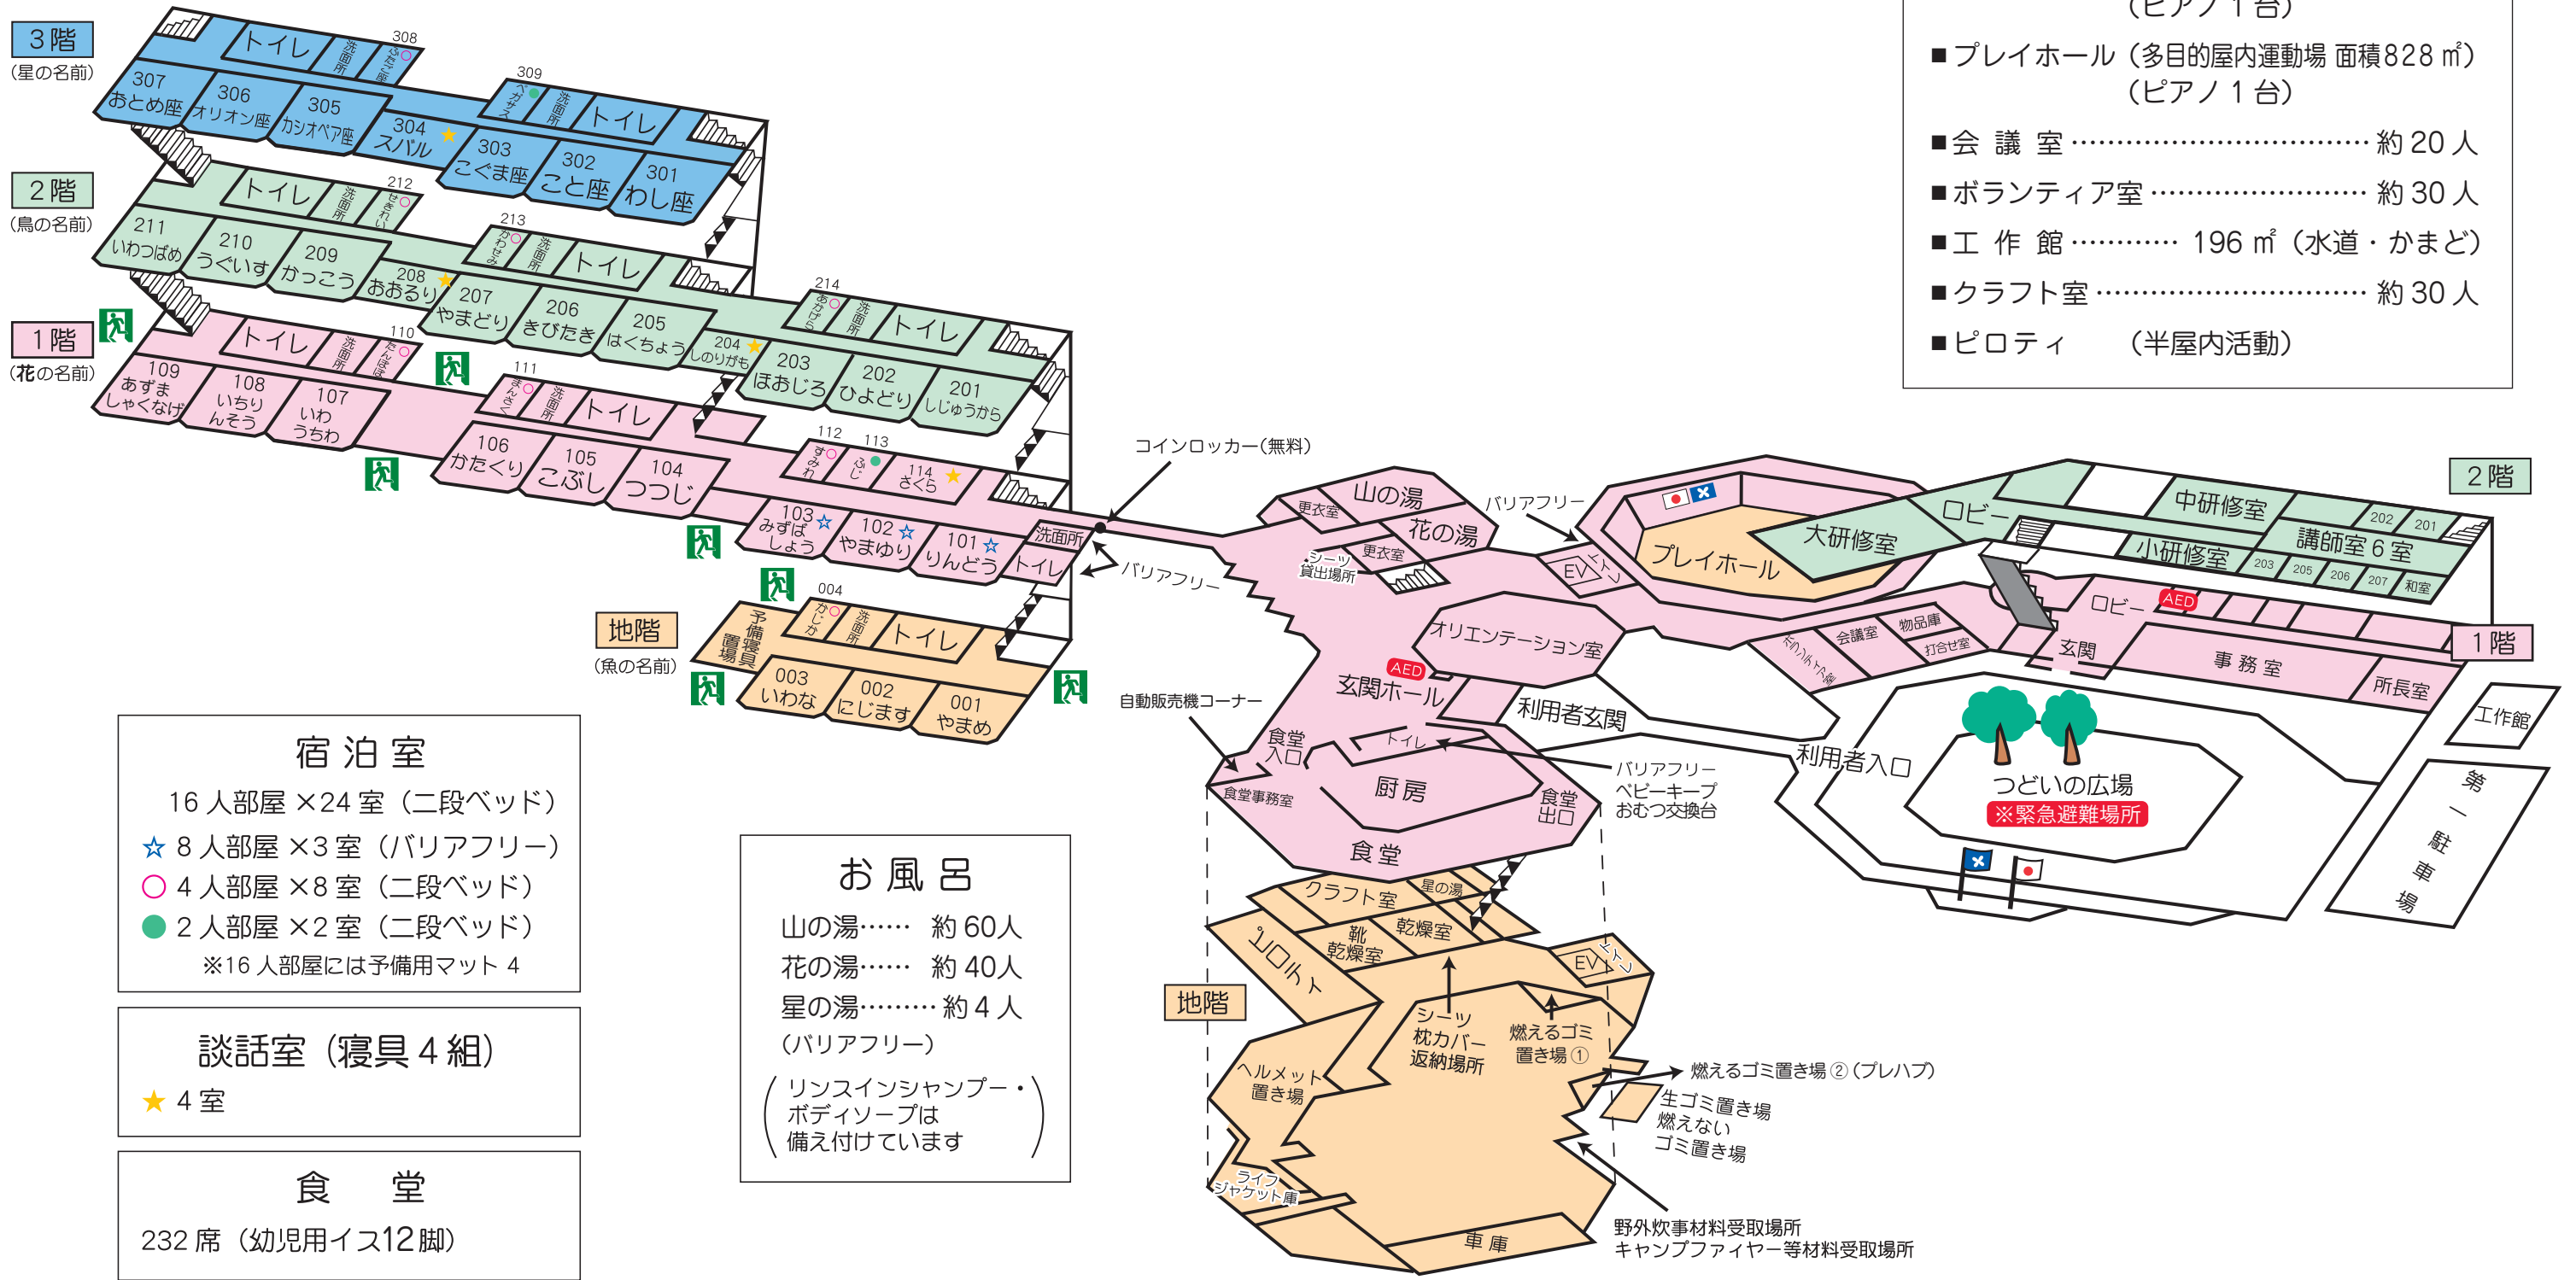 3階
(星の名前)
トイレ
洗面所
308
ふたご座
309
ペガサス
洗面所
トイレ
307
おとめ座
306
オリオン座
305
カシオペア座
304
スバル
303
こぐま座
302
こと座
301
わし座
2階
(鳥の名前)
トイレ
洗面所
212
せきれい
213
かわせみ
洗面所
トイレ
214
あかげら
洗面所
トイレ
211
いわつばめ
210
うぐいす
209
かっこう
208
おおるり
207
やまどり
206
きびたき
205
はくちょう
204
しのりがも
203
ほおじろ
202
ひよどり
201
しじゅうから
1階
(花の名前)
トイレ
洗面所
110
たんぽぽ
111
まんさく
洗面所
トイレ
112
すみれ
113
ふじ
114
さくら
109
あずま
しゃくなげ
108
いちり
んそう
107
いわ
うちわ
106
かたくり
105
こぶし
104
つつじ
103
みずば
しょう
102
やまゆり
101
りんどう
洗面所
トイレ
コインロッカー(無料)
バリアフリー
地階
(魚の名前)
予備寝具
置場
004
かじか
洗面所
トイレ
003
いわな
002
にじます
001
やまめ
宿泊室
16人部屋×24室(二段ベッド)
☆ 8人部屋×3室(バリアフリー)
○ 4人部屋×8室(二段ベッド)
● 2人部屋×2室(二段ベッド)
※16人部屋には予備用マット4
談話室(寝具4組)
★ 4室
食 堂
232席(幼児用イス12脚)
お風呂
山の湯…… 約60人
花の湯…… 約40人
星の湯……… 約4人
(バリアフリー)
(リンスインシャンプー・
ボディソープは
備え付けています)
(ピアノ1台)
■プレイホール(多目的屋内運動場 面積828㎡)
(ピアノ1台)
■会議室…………………………… 約20人
■ボランティア室…………………… 約30人
■工作館………… 196㎡(水道・かまど)
■クラフト室………………………… 約30人
■ピロティ (半屋内活動)
山の湯
更衣室
花の湯
更衣室
シーツ
貸出場所
バリアフリー
EV
トイレ
プレイホール
大研修室
ロビー
中研修室
小研修室
講師室6室
202
201
203
205
206
207
和室
2階
ロビー
AED
1階
オリエンテーション室
ボランティア室
会議室
物品庫
打合せ室
玄関
事務室
所長室
AED
玄関ホール
利用者玄関
利用者入口
つどいの広場
※緊急避難場所
工作館
第一駐車場
自動販売機コーナー
食堂
入口
トイレ
食堂事務室
厨房
食堂
出口
食堂
バリアフリー
ベビーキープ
おむつ交換台
クラフト室
星の湯
ピロティ
靴
乾燥室
乾燥室
EV
トイレ
地階
シーツ
枕カバー
返納場所
燃えるゴミ
置き場①
ヘルメット
置き場
燃えるゴミ置き場②(プレハブ)
生ゴミ置き場
燃えない
ゴミ置き場
ライフ
ジャケット庫
車庫
野外炊事材料受取場所
キャンプファイヤー等材料受取場所